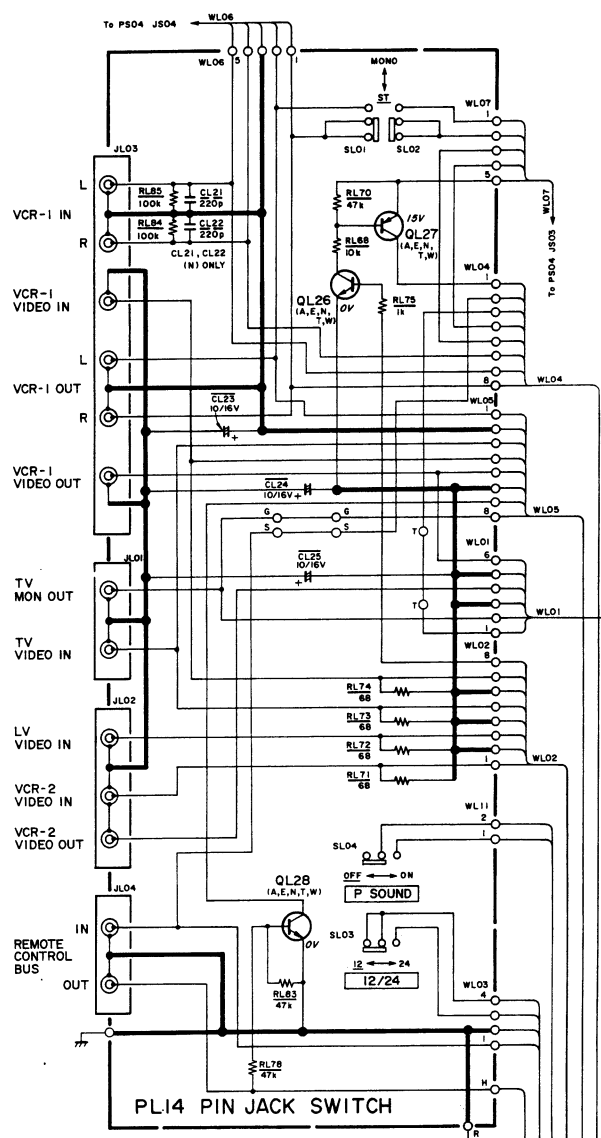 WL06
To PS04 JS04
WL06 5 1
MONO
ST
WL07
1
SL01 SL02
JL03
5
L
RL85
100k
CL21
220p
RL70
47k
VCR-1 IN
RL84
100k
CL22
220p
15V
QL27
(A,E,N,
T,W)
WL07
To PS04 JS03
R
CL21, CL22
(N) ONLY
RL68
10k
WL04
1
VCR-1
VIDEO IN
QL26
(A,E,N,
T,W)
0V
RL75
1k
L
VCR-1 OUT
8
WL04
WL05
R
CL23
10/16V
+
1
VCR-1
VIDEO OUT
CL24
10/16V +
G G
8
WL05
S S
T
WL01
JL01
CL25
10/16V
+
6
TV
MON OUT
T
WL01
1
TV
VIDEO IN
WL02
8
RL74
68
JL02
RL73
68
LV
VIDEO IN
RL72
68
WL02
1
RL71
68
VCR-2
VIDEO IN
WL11
2
VCR-2
VIDEO OUT
1
SL04
OFF ON
P SOUND
QL28
(A,E,N,T,W)
JL04
IN
0V
SL03
REMOTE
CONTROL
BUS
12 24
12/24
OUT
RL83
47k
WL03
4
1
RL78
47k
H
PL14 PIN JACK SWITCH
R